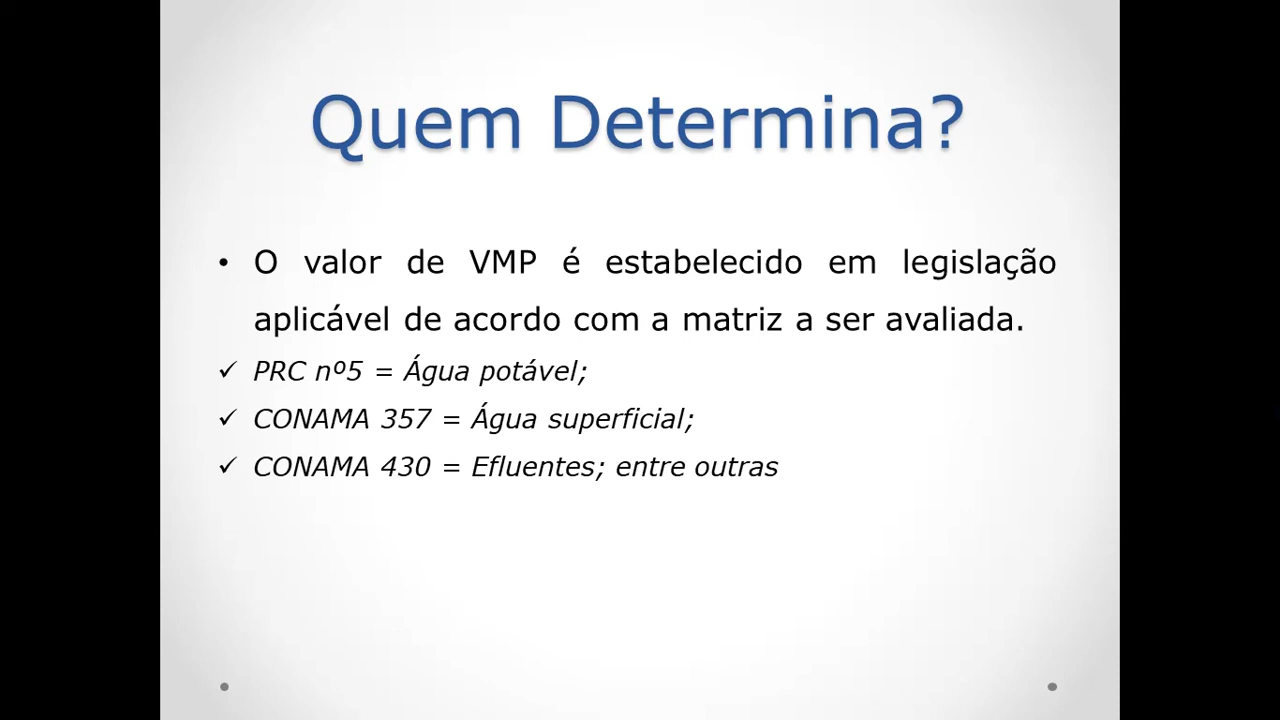 Quem Determina?
• O valor de VMP é estabelecido em legislação
aplicável de acordo com a matriz a ser avaliada.
✓ PRC nº5 = Água potável;
✓ CONAMA 357 = Água superficial;
✓ CONAMA 430 = Efluentes; entre outras